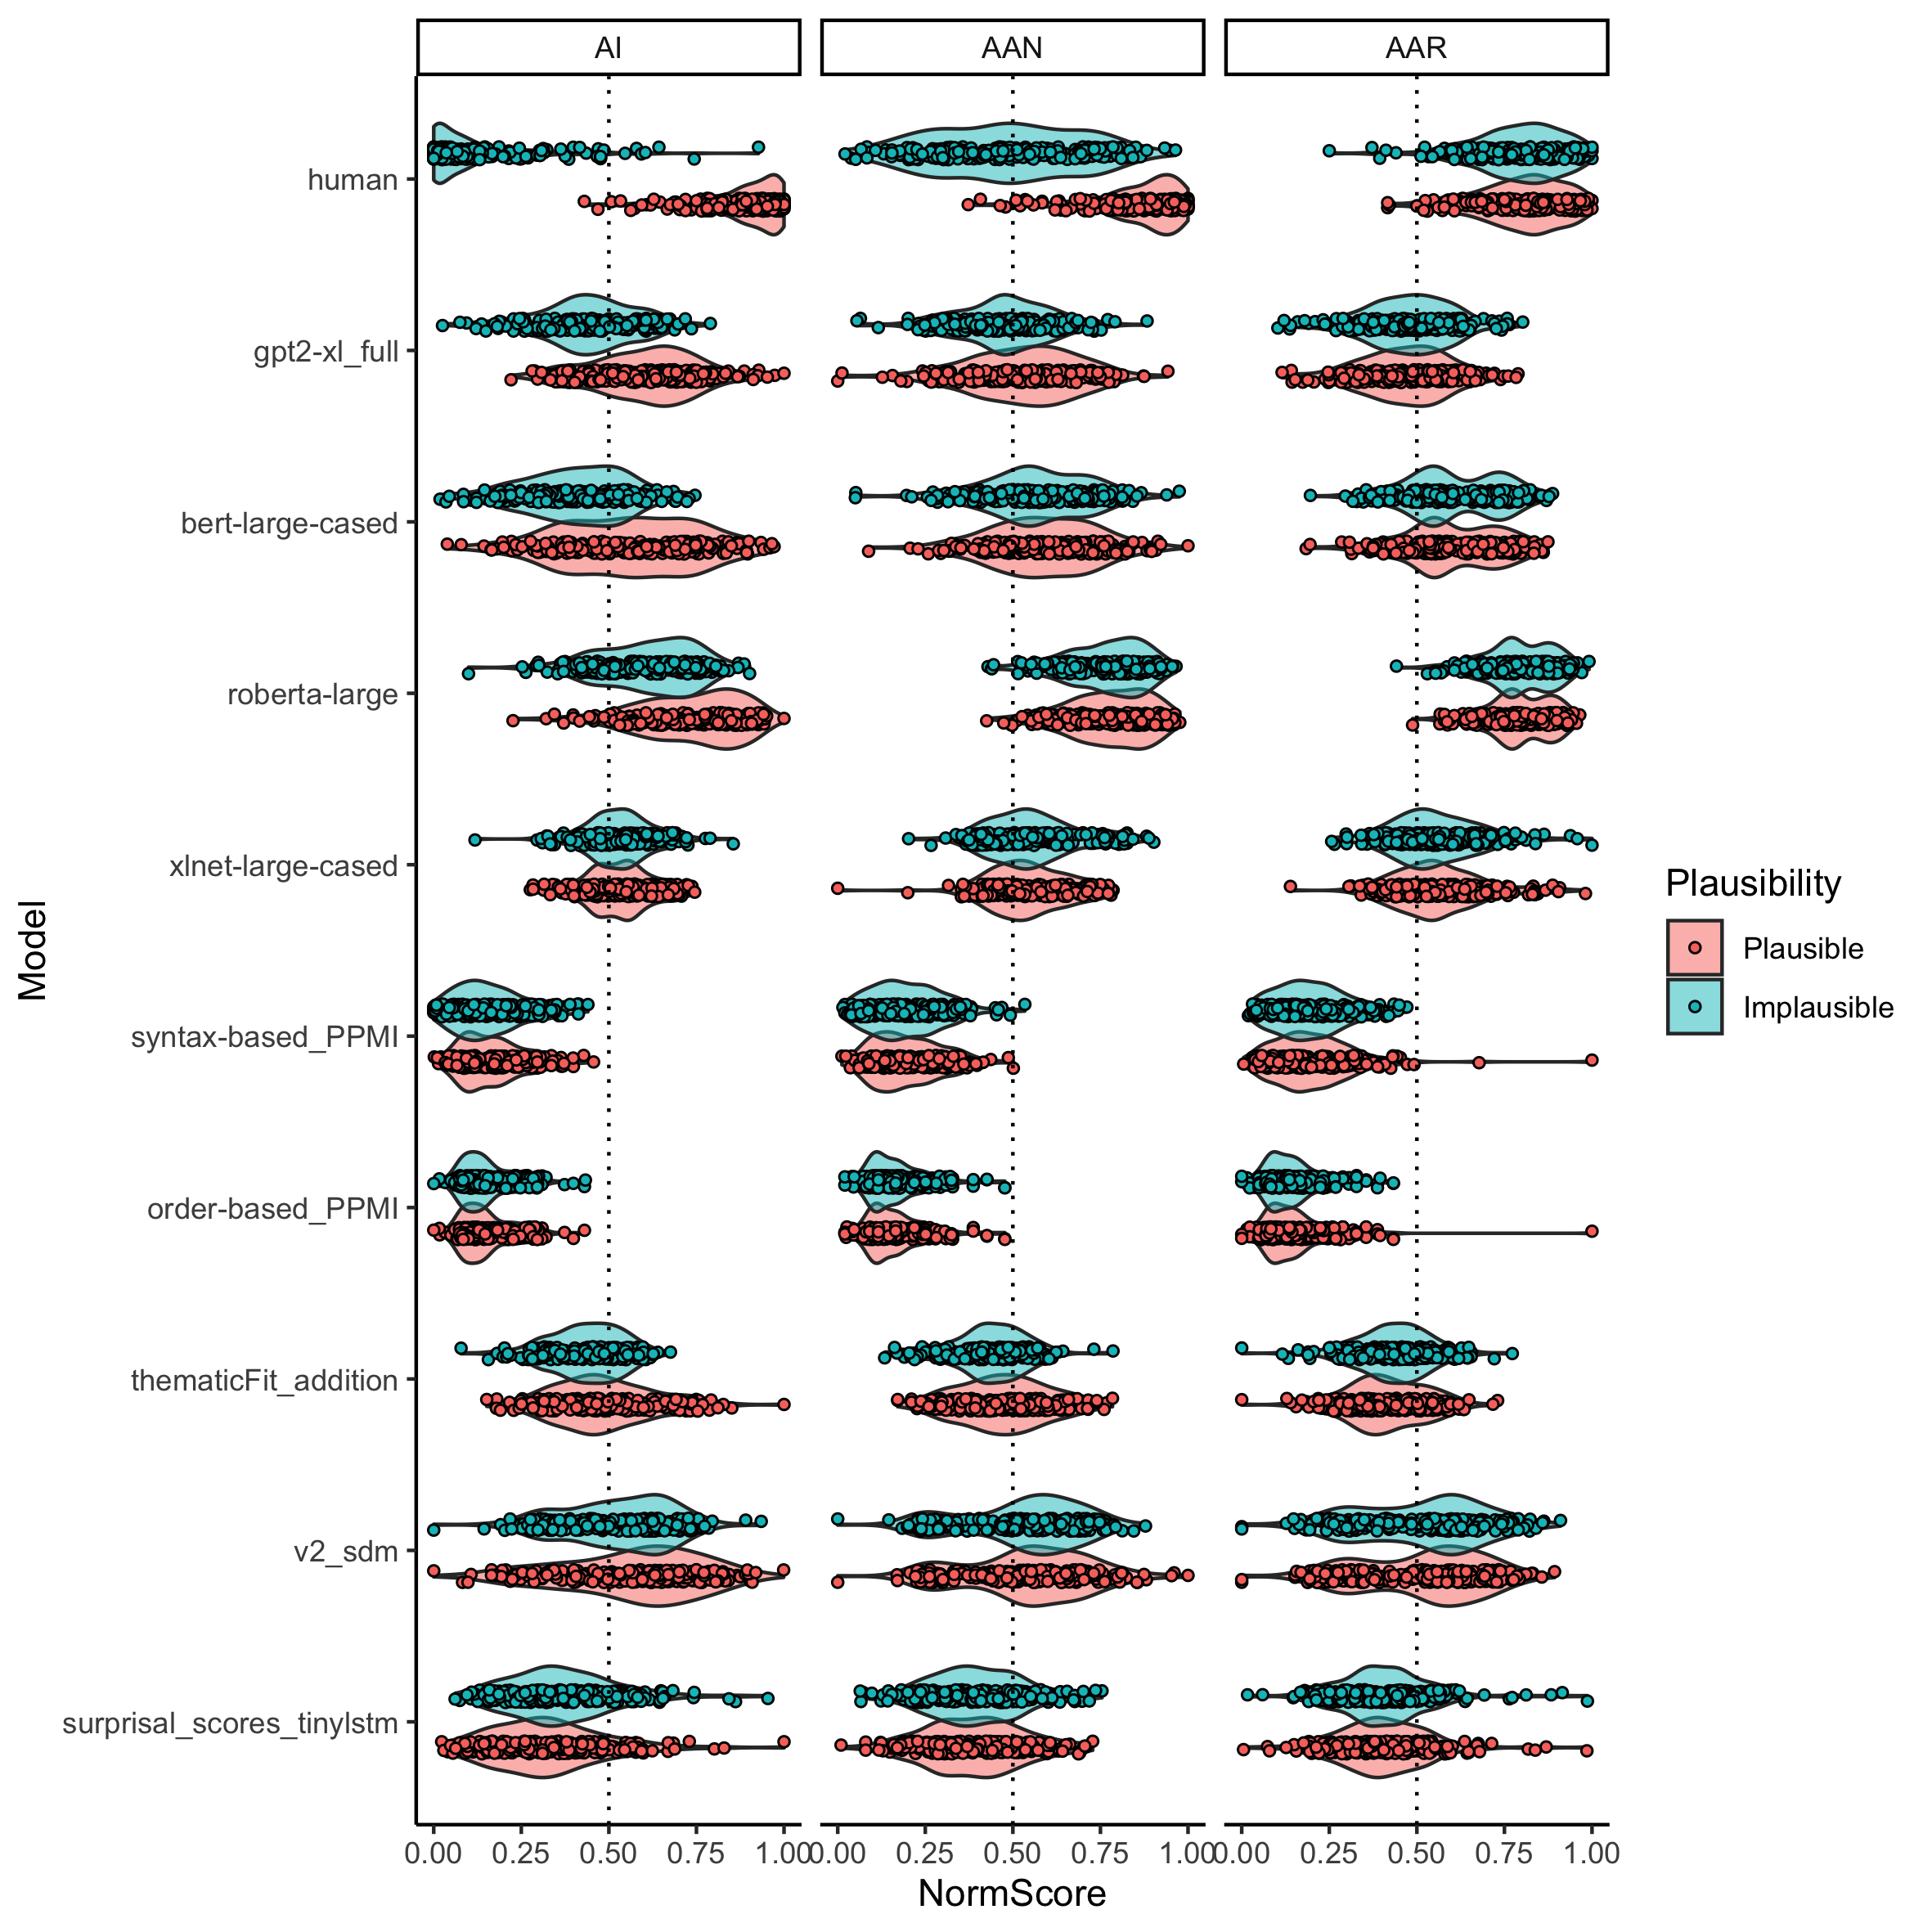 AI AAN AAR
human
gpt2-xl_full
bert-large-cased
roberta-large
xlnet-large-cased
syntax-based_PPMI
order-based_PPMI
thematicFit_addition
v2_sdm
surprisal_scores_tinylstm
Model
0.00 0.25 0.50 0.75 1.00 0.00 0.25 0.50 0.75 1.00 0.00 0.25 0.50 0.75 1.00
NormScore
Plausibility
Plausible
Implausible